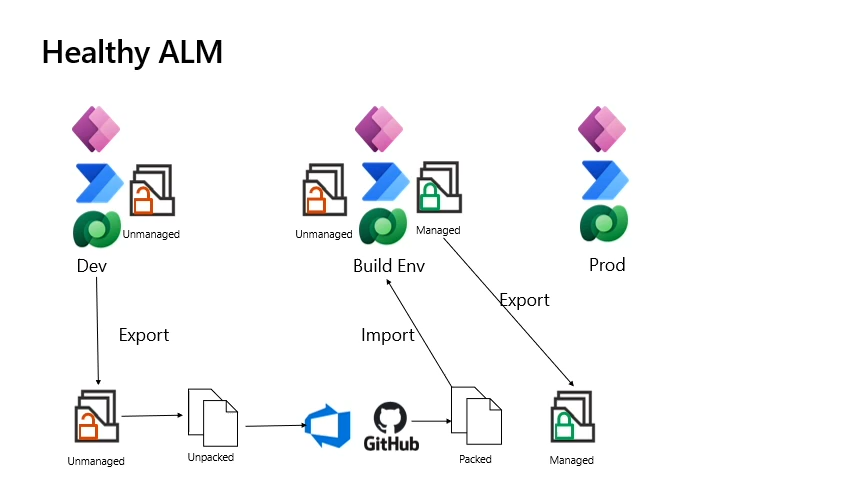 Healthy ALM
Unmanaged
Unmanaged
Managed
Dev
Build Env
Prod
Export
Export
Import
GitHub
Unmanaged
Unpacked
Packed
Managed